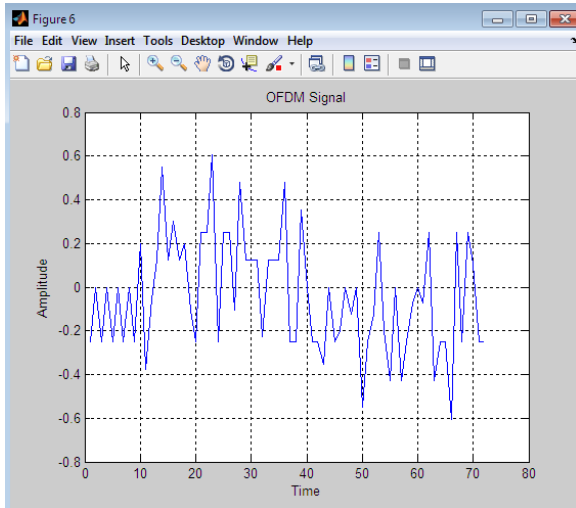 Figure 6
File Edit View Insert Tools Desktop Window Help
OFDM Signal
0.8
0.6
0.4
0.2
0
-0.2
-0.4
-0.6
-0.8
Amplitude
0 10 20 30 40 50 60 70 80
Time